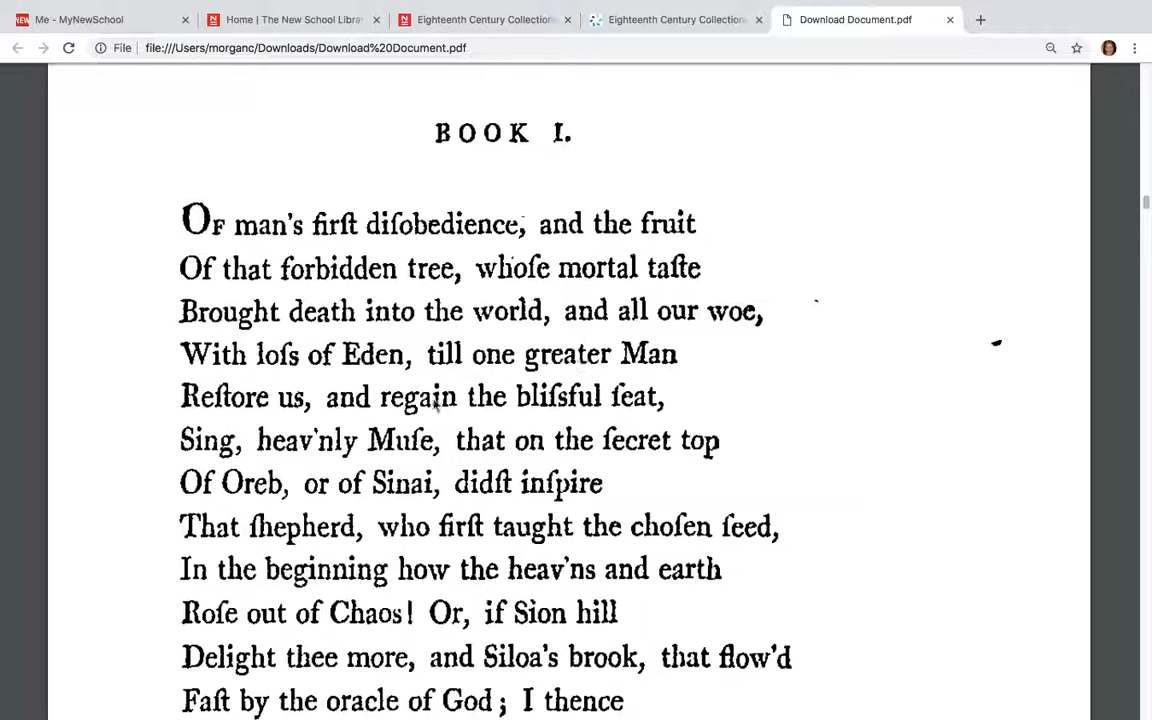 NEW Me - MyNewSchool
Home | The New School Libra
Eighteenth Century Collection
Eighteenth Century Collection
Download Document.pdf
File file:///Users/morganc/Downloads/Download%20Document.pdf
BOOK I.
OF man's firſt diſobedience, and the fruit
Of that forbidden tree, whoſe mortal taſte
Brought death into the world, and all our woe,
With loſs of Eden, till one greater Man
Reſtore us, and regain the bliſsful ſeat,
Sing, heav'nly Muſe, that on the ſecret top
Of Oreb, or of Sinai, didſt inſpire
That ſhepherd, who firſt taught the choſen ſeed,
In the beginning how the heav'ns and earth
Roſe out of Chaos! Or, if Sion hill
Delight thee more, and Siloa's brook, that flow'd
Faſt by the oracle of God; I thence